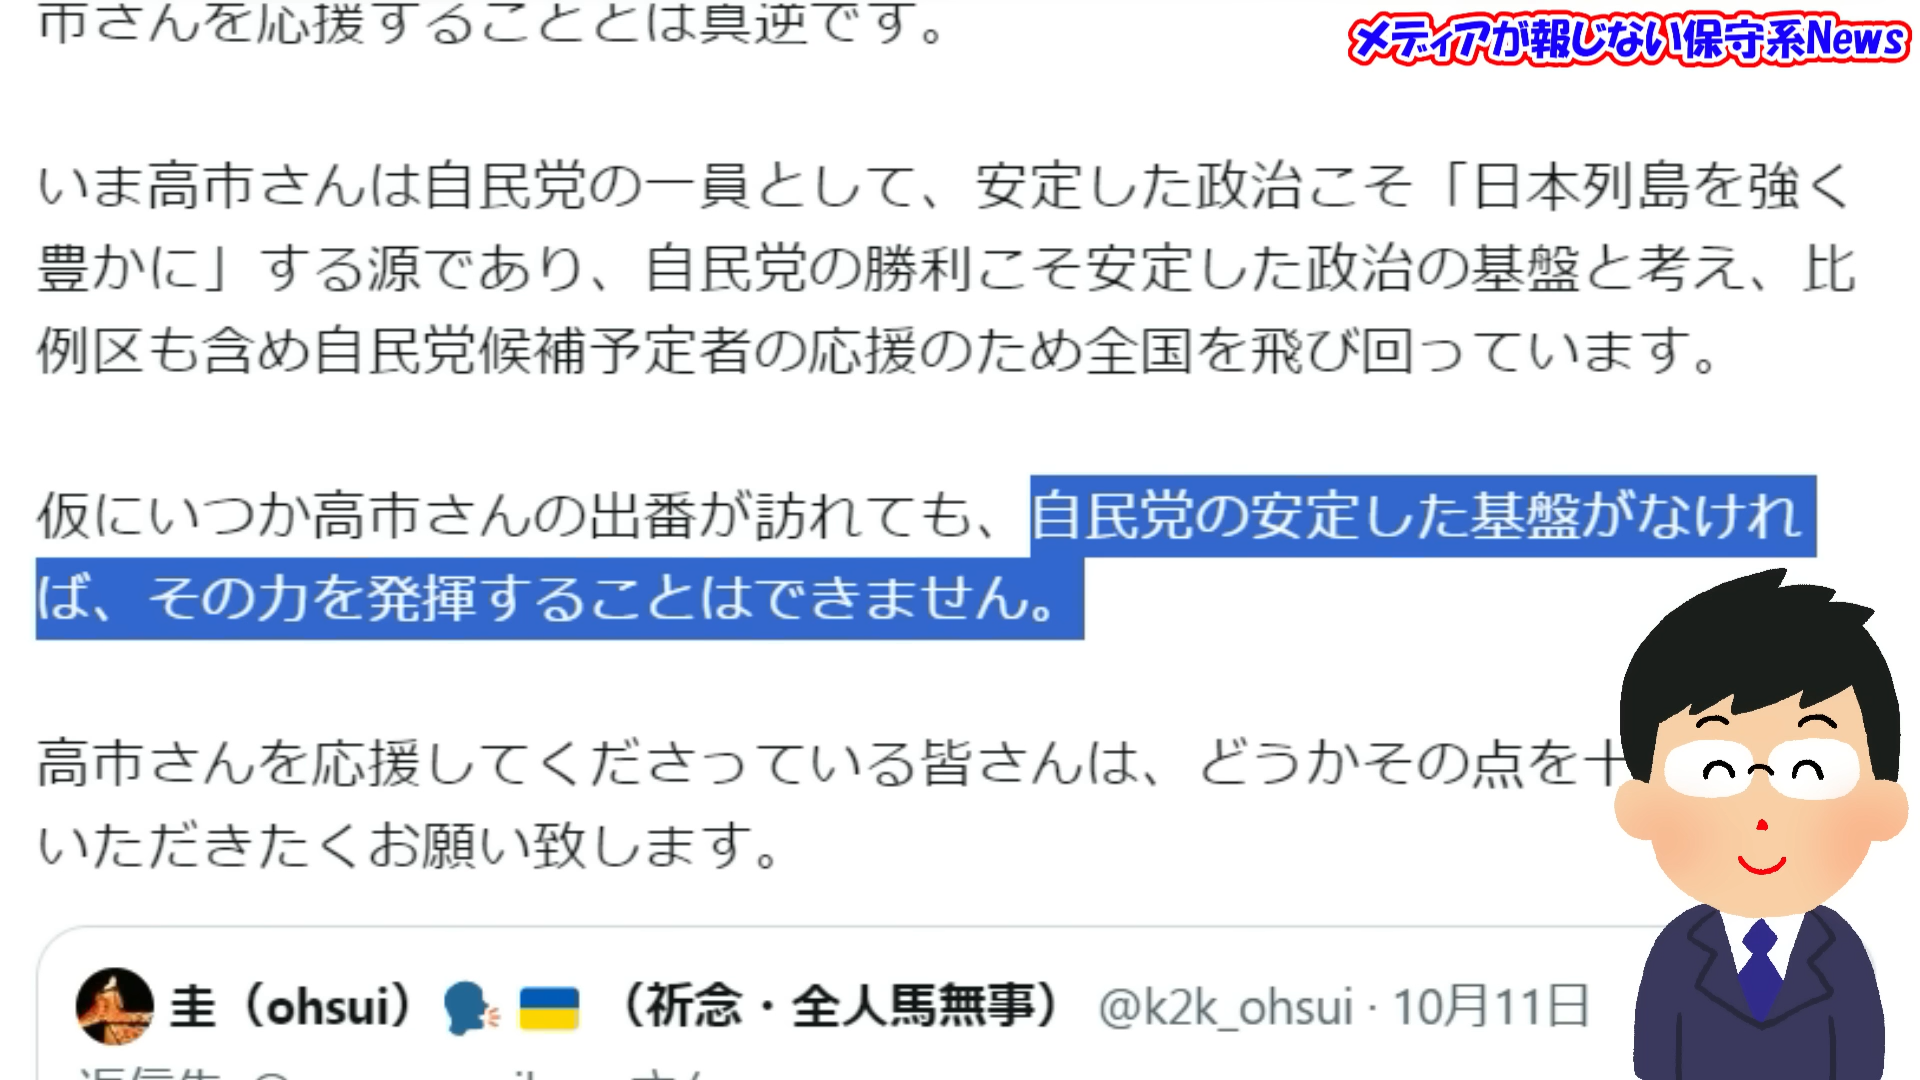 市さんを応援することとは真逆です。
メディアが報じない保守系News
いま高市さんは自民党の一員として、安定した政治こそ「日本列島を強く
豊かに」する源であり、自民党の勝利こそ安定した政治の基盤と考え、比
例区も含め自民党候補予定者の応援のため全国を飛び回っています。
仮にいつか高市さんの出番が訪れても、自民党の安定した基盤がなけれ
ば、その力を発揮することはできません。
高市さんを応援してくださっている皆さんは、どうかその点を十
いただきたくお願い致します。
圭（ohsui）🗣️🇺🇦（祈念・全人馬無事） @k2k_ohsui · 10月11日